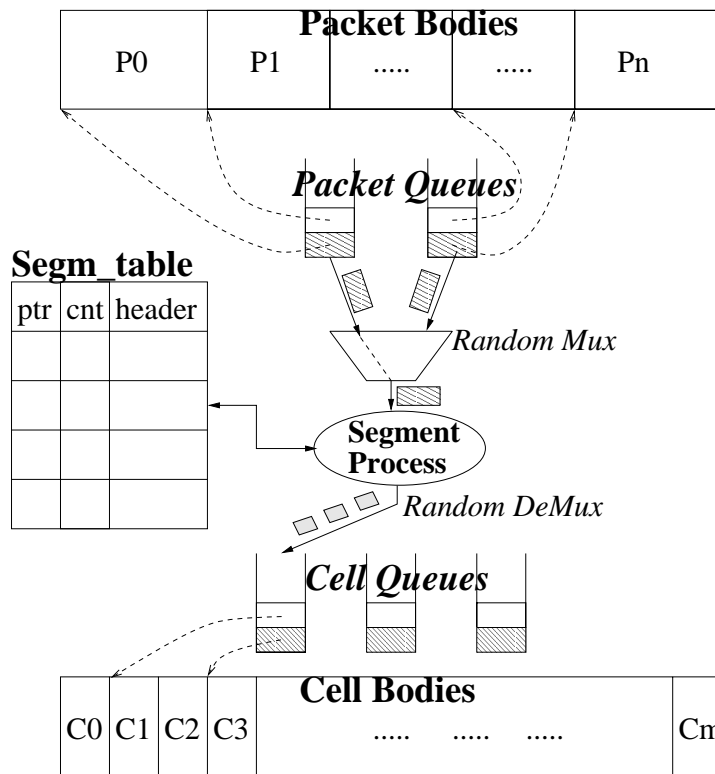 Packet Bodies
P0 P1 ..... ..... Pn
Packet Queues
Segm_table
ptr cnt header
Random Mux
Segment
Process
Random DeMux
Cell Queues
Cell Bodies
C0 C1 C2 C3 ..... ..... ..... Cm